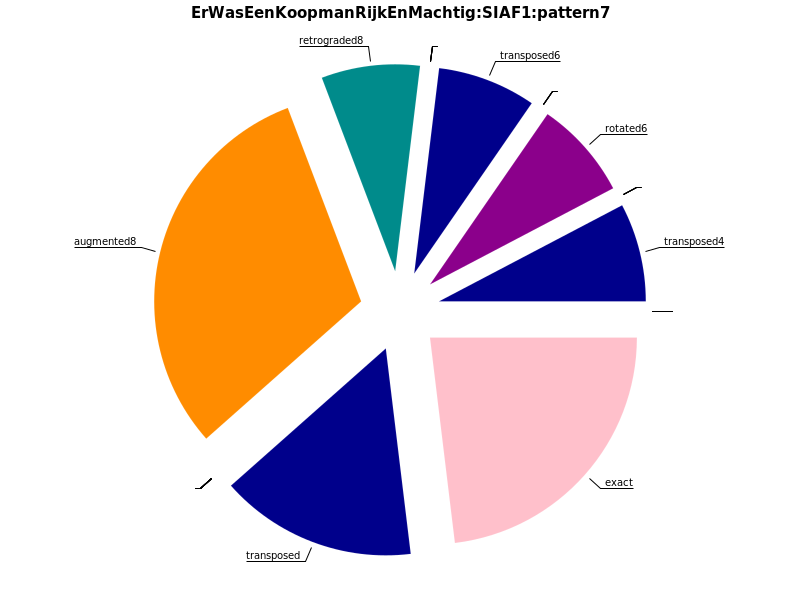 ErWasEenKoopmanRijkEnMachtig:SIAF1:pattern7
retrograded8
transposed6
rotated6
augmented8
transposed4
exact
transposed